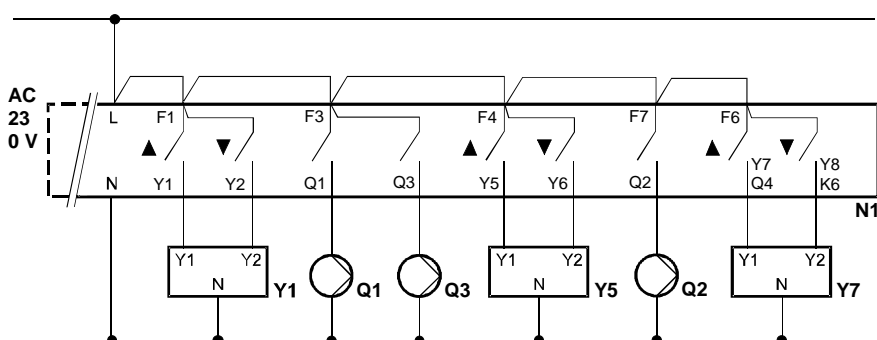 AC
23
0 V
L F1 F3 F4 F7 F6
▲ ▼ ▲ ▼ ▲ ▼
Y7 Y8
N Y1 Y2 Q1 Q3 Y5 Y6 Q2 Q4 K6
N1
Y1 Y2 Y1 Y2 Y1 Y2
N Y1 Q1 Q3 N Y5 Q2 N Y7